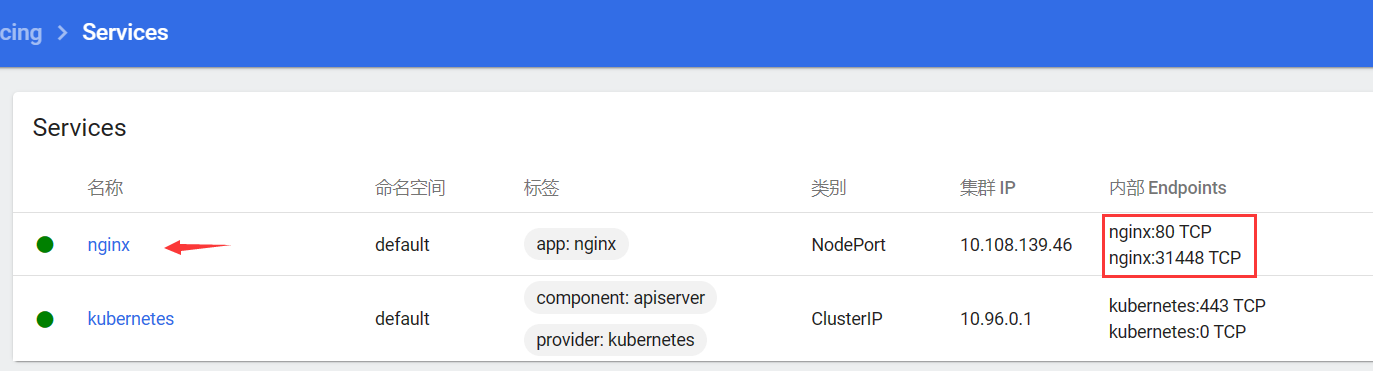 cing > Services
Services
名称 命名空间 标签 类别 集群 IP 内部 Endpoints
nginx default app: nginx NodePort 10.108.139.46 nginx:80 TCP
nginx:31448 TCP
kubernetes default component: apiserver ClusterIP 10.96.0.1 kubernetes:443 TCP
provider: kubernetes kubernetes:0 TCP